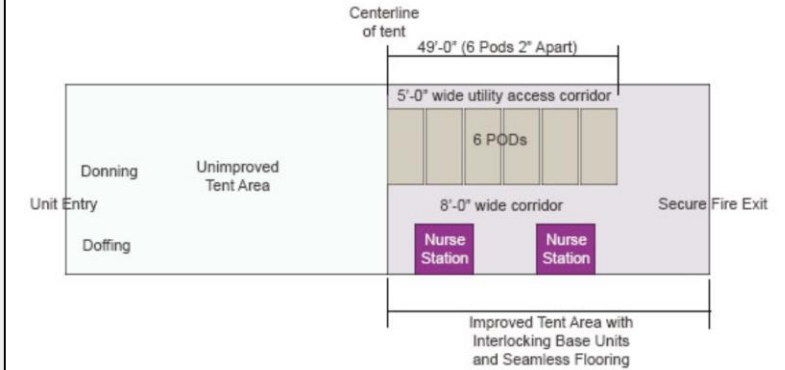 Centerline
of tent
49'-0" (6 Pods 2" Apart)
5'-0" wide utility access corridor
6 PODs
Donning
Unimproved
Tent Area
Unit Entry
8'-0" wide corridor
Secure Fire Exit
Doffing
Nurse
Station
Nurse
Station
Improved Tent Area with
Interlocking Base Units
and Seamless Flooring